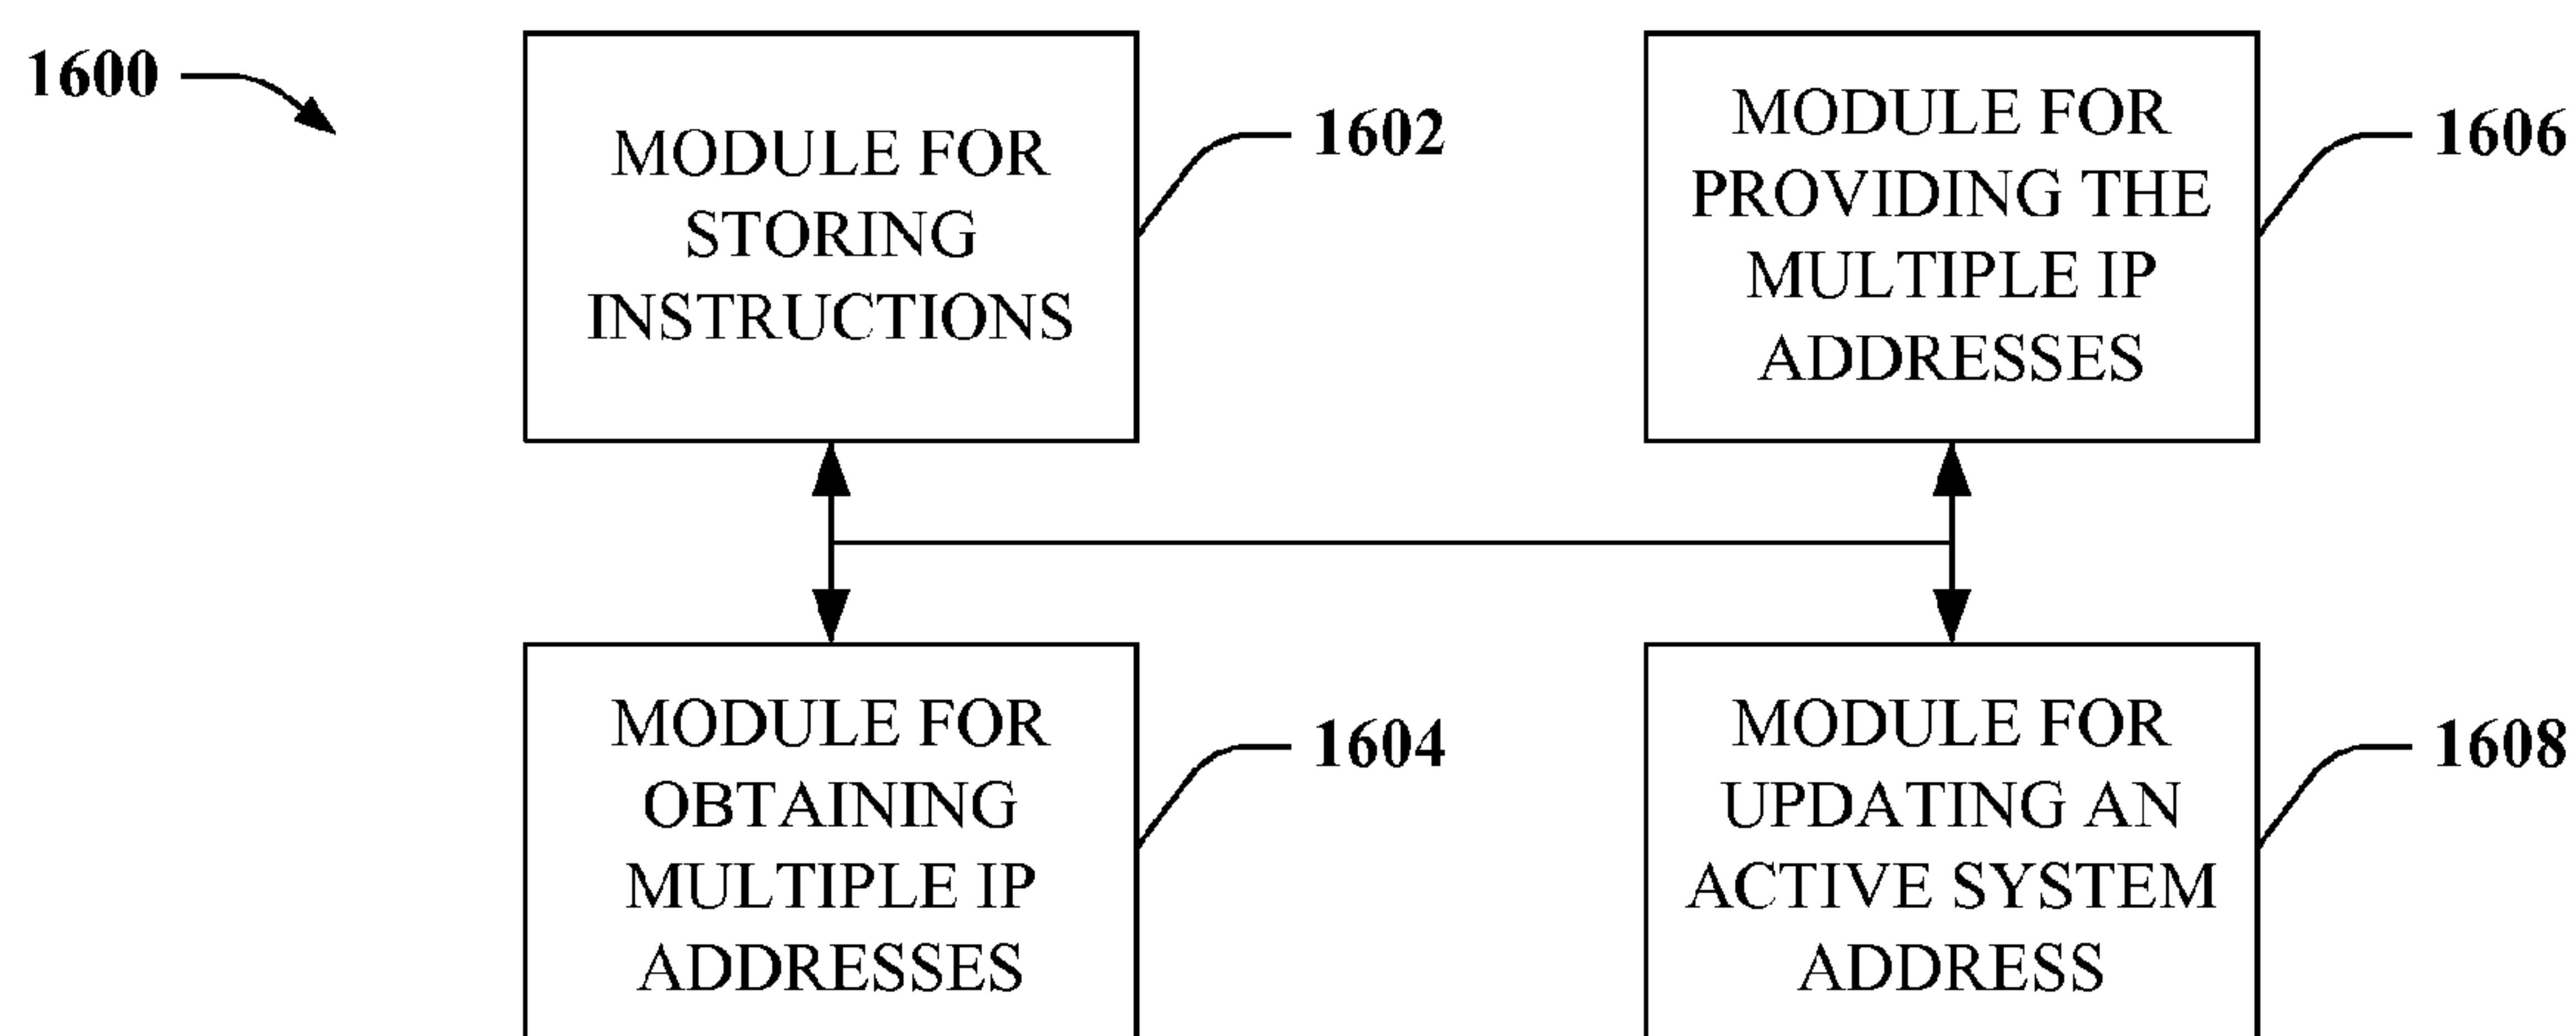 1600
MODULE FOR
STORING
INSTRUCTIONS
1602
MODULE FOR
PROVIDING THE
MULTIPLE IP
ADDRESSES
1606
MODULE FOR
OBTAINING
MULTIPLE IP
ADDRESSES
1604
MODULE FOR
UPDATING AN
ACTIVE SYSTEM
ADDRESS
1608